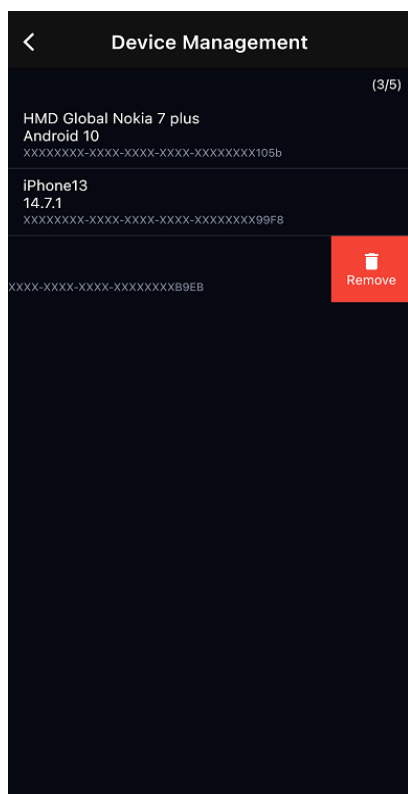 Device Management
(3/5)
HMD Global Nokia 7 plus
Android 10
XXXXXXXX-XXXX-XXXX-XXXX-XXXXXXXX105b
iPhone13
14.7.1
XXXXXXXX-XXXX-XXXX-XXXX-XXXXXXXX99F8
XXXX-XXXX-XXXX-XXXXXXXXB9EB
Remove